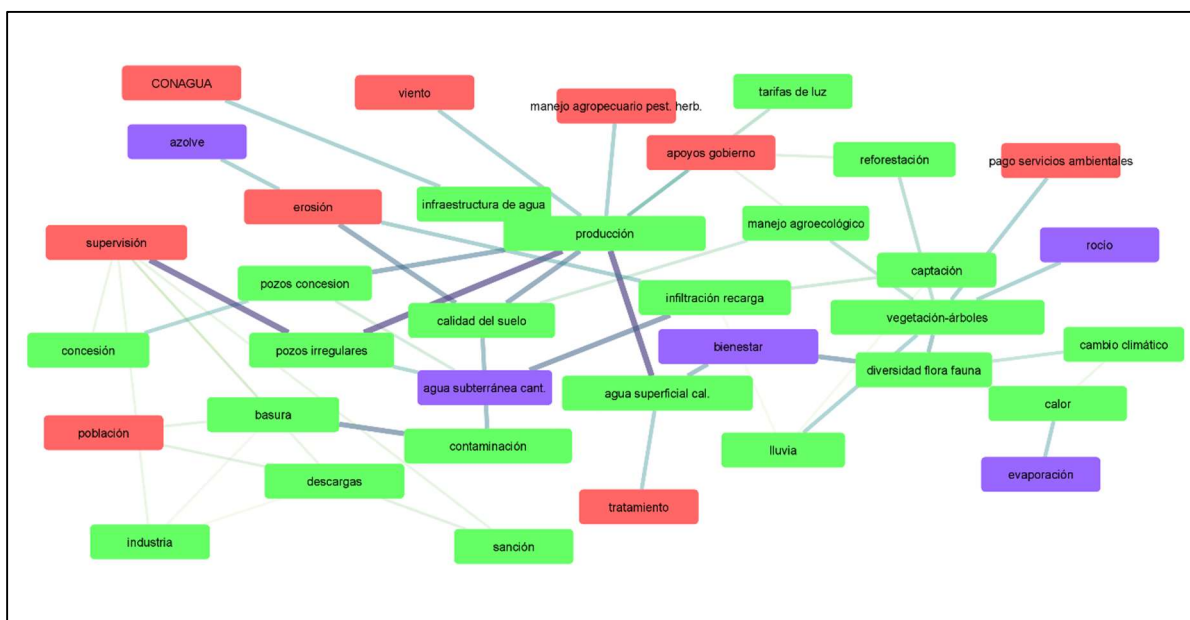 CONAGUA
viento
manejo agropecuario pest. herb.
tarifas de luz
azolve
apoyos gobierno
reforestación
pago servicios ambientales
erosión
infraestructura de agua
manejo agroecológico
producción
supervisión
rocio
pozos concesion
captación
infiltración recarga
calidad del suelo
vegetación-árboles
concesión
pozos irregulares
bienestar
cambio climático
agua subterránea cant.
diversidad flora fauna
agua superficial cal.
calor
basura
población
contaminación
lluvia
descargas
evaporación
tratamiento
industria
sanción